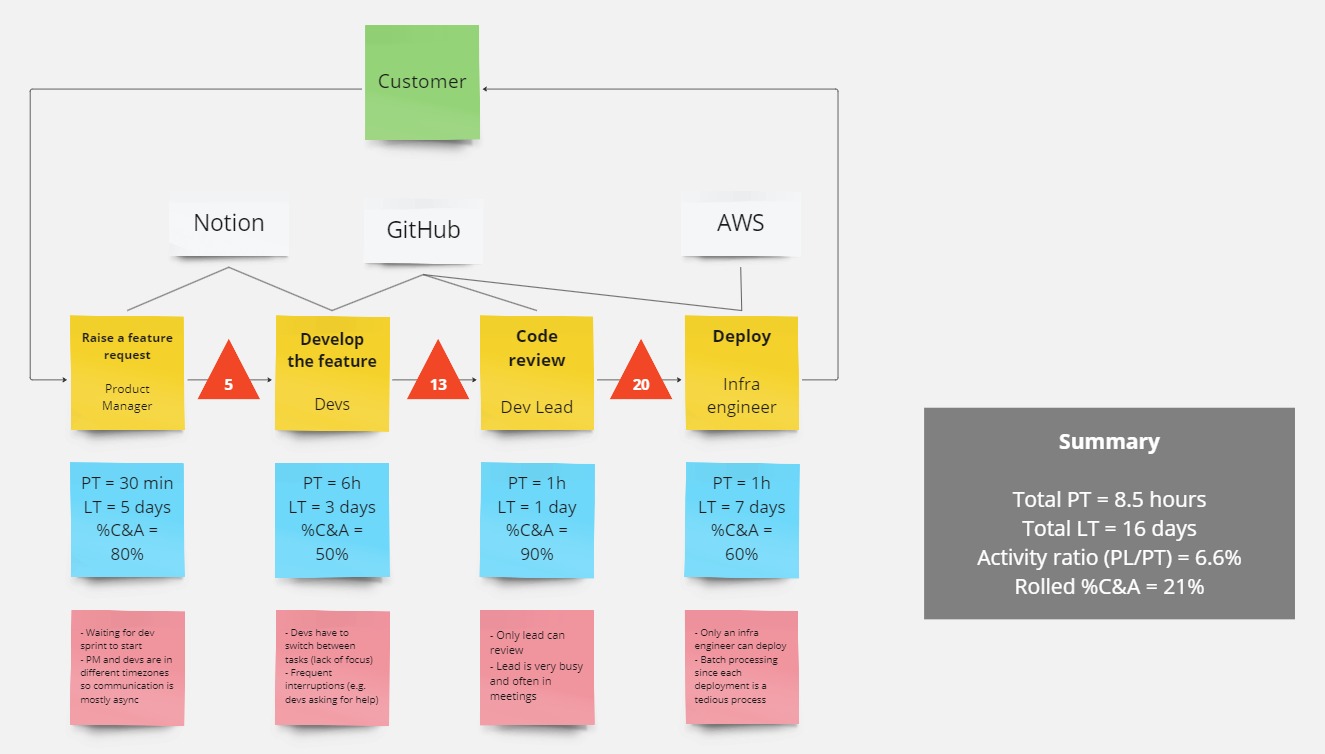 Customer
Notion
GitHub
AWS
Raise a feature
request
Product
Manager
5
Develop
the feature
Devs
13
Code
review
Dev Lead
20
Deploy
Infra
engineer
PT = 30 min
LT = 5 days
%C&A =
80%
PT = 6h
LT = 3 days
%C&A =
50%
PT = 1h
LT = 1 day
%C&A =
90%
PT = 1h
LT = 7 days
%C&A =
60%
- Waiting for dev
sprint to start
- PM and devs are in
different timezones
so communication is
mostly async
- Devs have to
switch between
tasks (lack of focus)
- Frequent
interruptions (e.g.
devs asking for help)
- Only lead can
review
- Lead is very busy
and often in
meetings
- Only an infra
engineer can deploy
- Batch processing
since each
deployment is a
tedious process
Summary
Total PT = 8.5 hours
Total LT = 16 days
Activity ratio (PL/PT) = 6.6%
Rolled %C&A = 21%